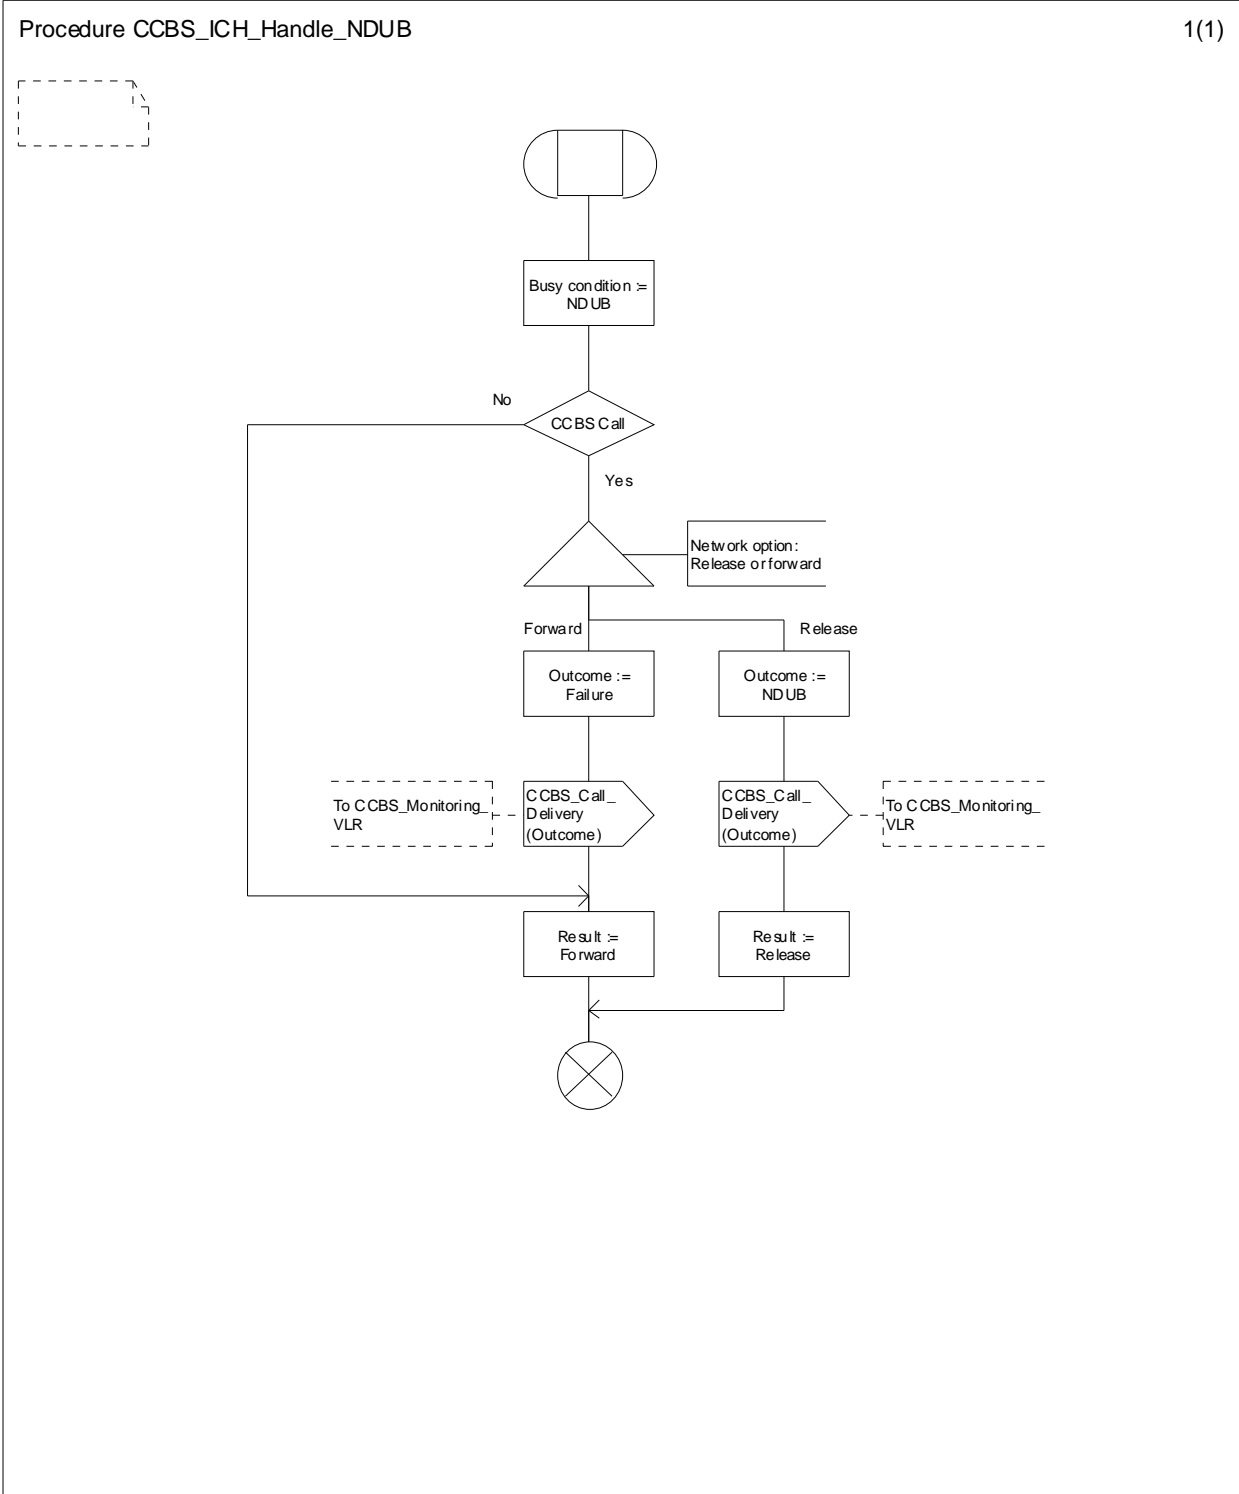 Procedure CCBS_ICH_Handle_NDUB
1(1)
Busy condition :=
NDUB
No
CCBS Call
Yes
Network option:
Release or forward
Forward
Release
Outcome :=
Failure
Outcome :=
NDUB
To CCBS_Monitoring_
VLR
CCBS_Call_
Delivery
(Outcome)
CCBS_Call_
Delivery
(Outcome)
To CCBS_Monitoring_
VLR
Result :=
Forward
Result :=
Release